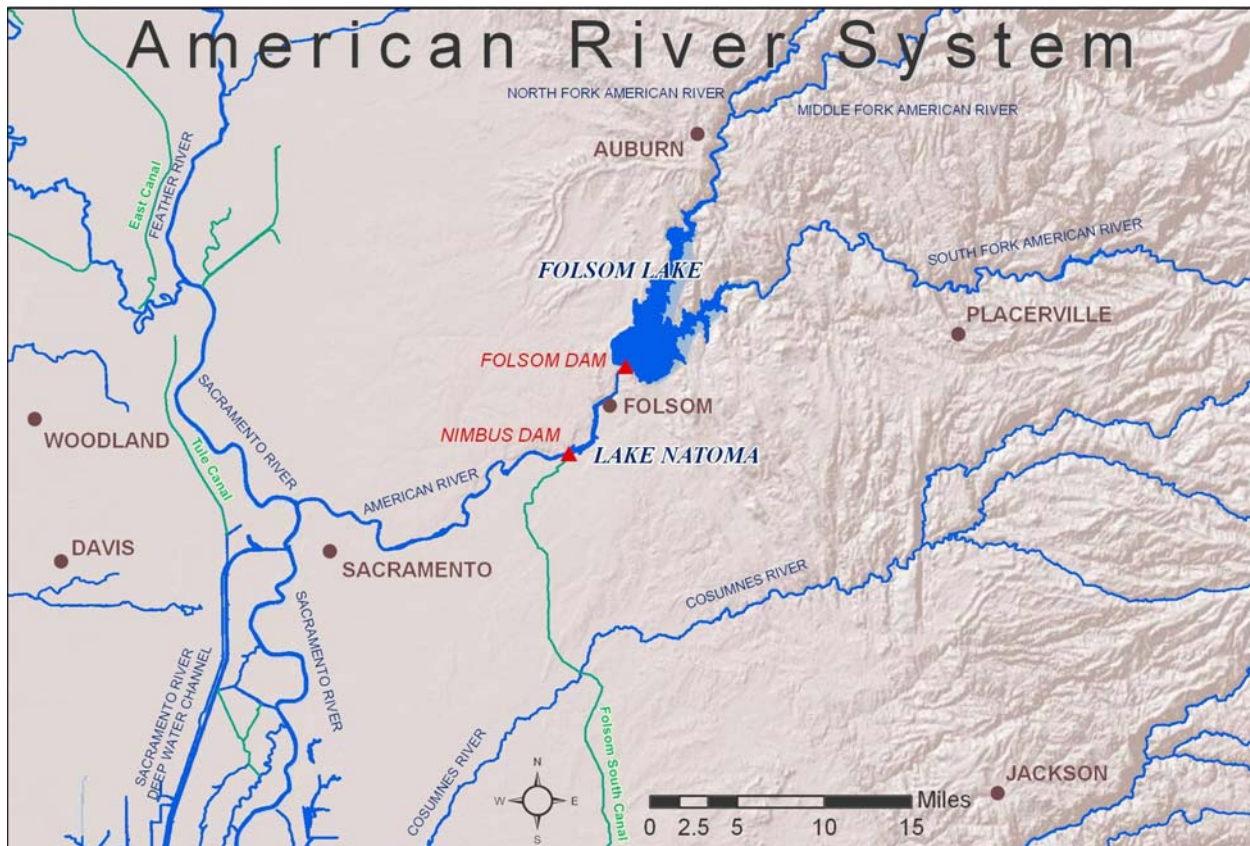 American River System
NORTH FORK AMERICAN RIVER
MIDDLE FORK AMERICAN RIVER
AUBURN
East Canal
FEATHER RIVER
SOUTH FORK AMERICAN RIVER
FOLSOM LAKE
PLACERVILLE
FOLSOM DAM
SACRAMENTO RIVER
FOLSOM
WOODLAND
NIMBUS DAM
LAKE NATOMA
Tule Canal
AMERICAN RIVER
DAVIS
SACRAMENTO
COSUMNES RIVER
SACRAMENTO RIVER
SACRAMENTO RIVER
DEEP WATER CHANNEL
Folsom South Canal
COSUMNES RIVER
N
W E
S
JACKSON
Miles
0 2.5 5 10 15